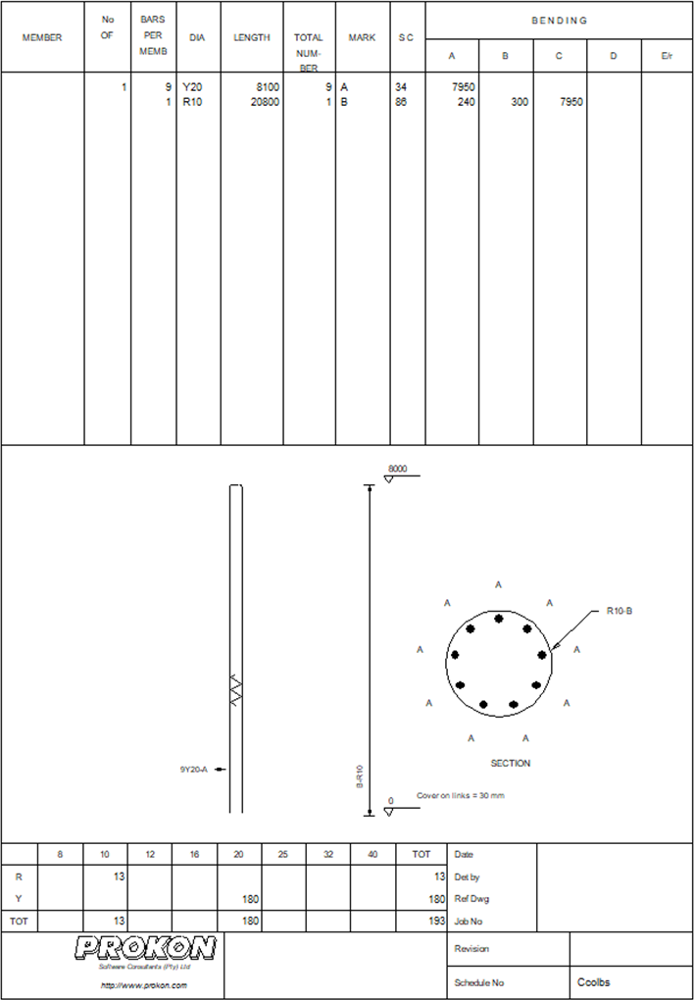 MEMBER No OF BARS PER MEMB DIA LENGTH TOTAL NUM-BER MARK S C BENDING
A B C D E/r
1 9 Y20 8100 9 A 34 7950
1 R10 20800 1 B 86 240 300 7950
8000
A
A A
R10-B
A A
A A
A A
SECTION
9Y20-A
B-R10
0
Cover on links = 30 mm
8 10 12 16 20 25 32 40 TOT Date
R 13 13 Det by
Y 180 180 Ref Dwg
TOT 13 180 193 Job No
PROKON
Software Consultants (Pty) Ltd
http://www.prokon.com
Revision
Schedule No Coolbs